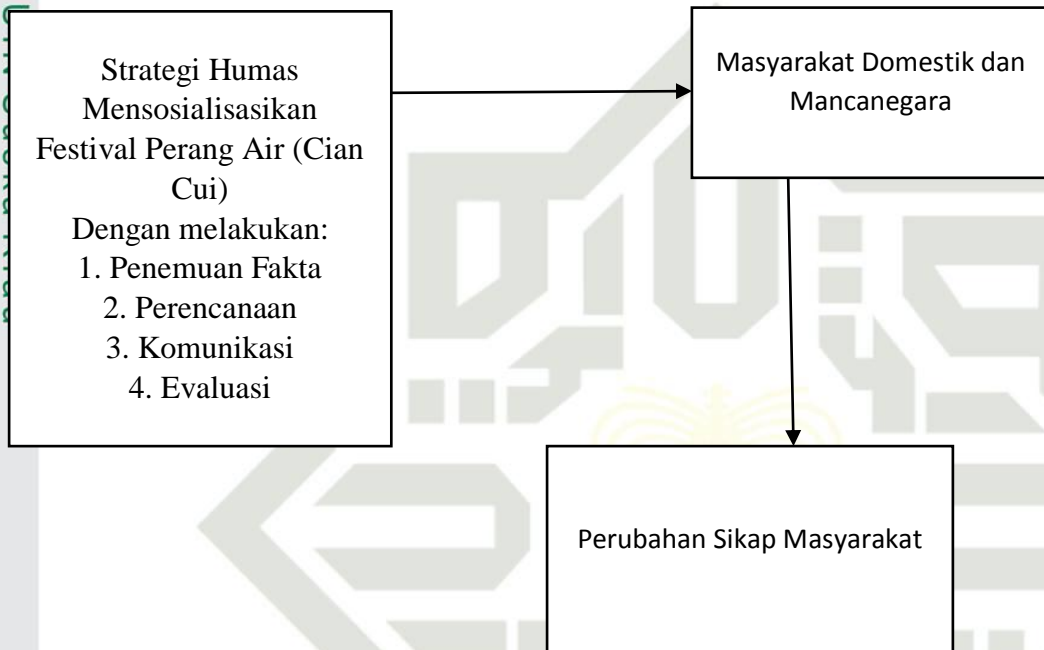 Strategi Humas
Mensosialisasikan
Festival Perang Air (Cian
Cui)
Dengan melakukan:
1. Penemuan Fakta
2. Perencanaan
3. Komunikasi
4. Evaluasi
Masyarakat Domestik dan
Mancanegara
Perubahan Sikap Masyarakat